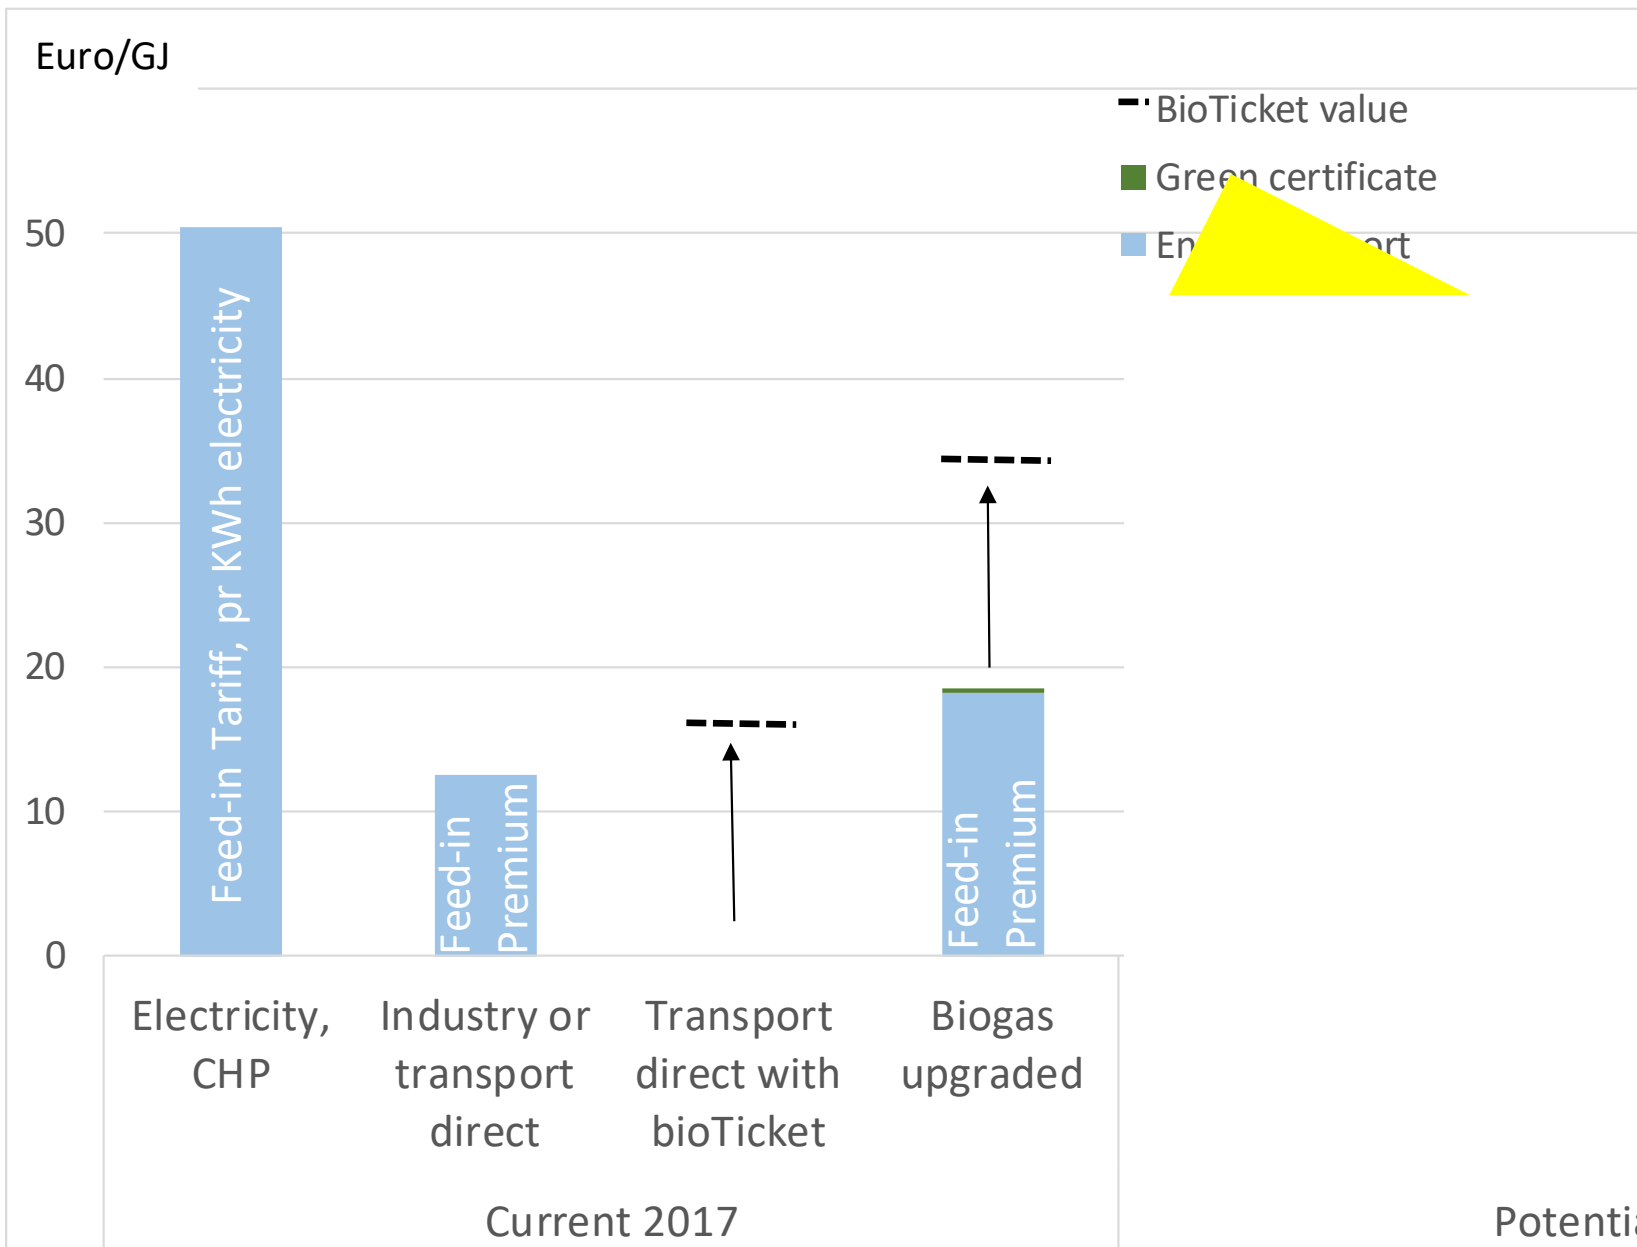 Euro/GJ
BioTicket value
Green certificate
50
40
30
20
10
0
Feed-in Tariff, pr KWh electricity
Feed-in
Premium
Feed-in
Premium
Electricity,
CHP
Industry or
transport
direct
Transport
direct with
bioTicket
Biogas
upgraded
Current 2017